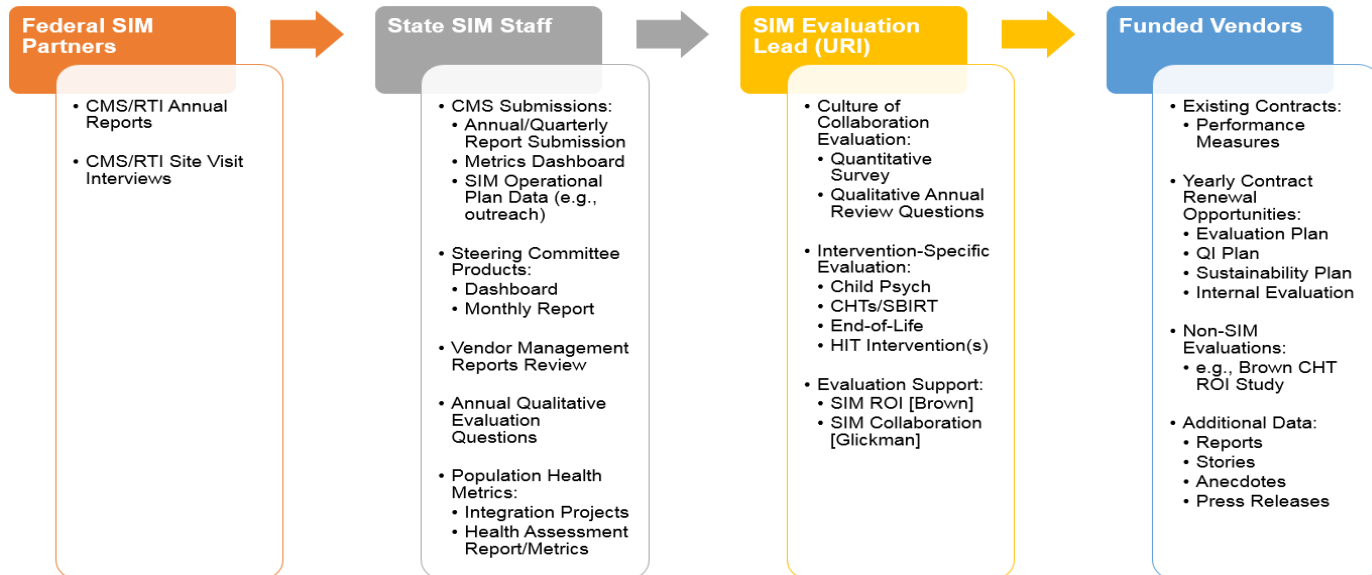 Federal SIM
Partners
• CMS/RTI Annual
Reports
• CMS/RTI Site Visit
Interviews
State SIM Staff
• CMS Submissions:
• Annual/Quarterly
Report Submission
• Metrics Dashboard
• SIM Operational
Plan Data (e.g.,
outreach)
• Steering Committee
Products:
• Dashboard
• Monthly Report
• Vendor Management
Reports Review
• Annual Qualitative
Evaluation
Questions
• Population Health
Metrics:
• Integration Projects
• Health Assessment
Report/Metrics
SIM Evaluation
Lead (URI)
• Culture of
Collaboration
Evaluation:
• Quantitative
Survey
• Qualitative Annual
Review Questions
• Intervention-Specific
Evaluation:
• Child Psych
• CHTs/SBIRT
• End-of-Life
• HIT Intervention(s)
• Evaluation Support:
• SIM ROI [Brown]
• SIM Collaboration
[Glickman]
Funded Vendors
• Existing Contracts:
• Performance
Measures
• Yearly Contract
Renewal
Opportunities:
• Evaluation Plan
• QI Plan
• Sustainability Plan
• Internal Evaluation
• Non-SIM
Evaluations:
• e.g., Brown CHT
ROI Study
• Additional Data:
• Reports
• Stories
• Anecdotes
• Press Releases